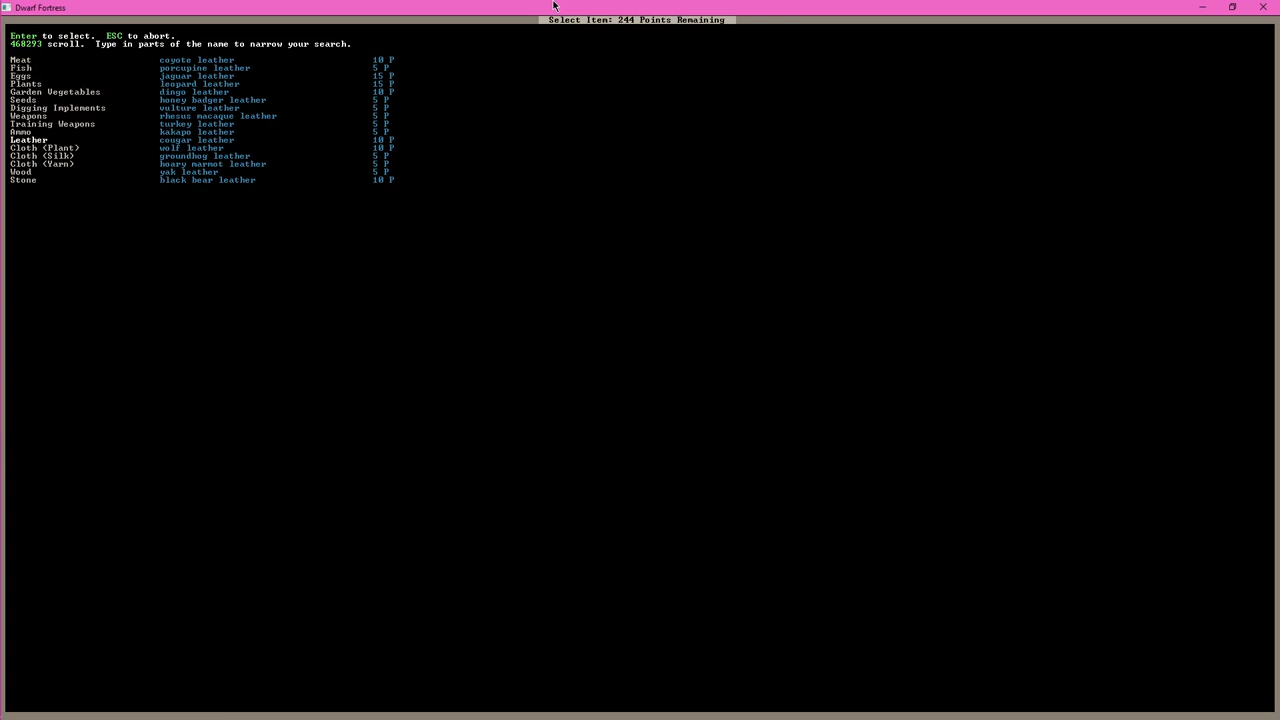 Dwarf Fortress
Select Item: 244 Points Remaining
Enter to select.  ESC to abort.
468293 scroll.  Type in parts of the name to narrow your search.
Meat coyote leather 10 P
Fish porcupine leather 5 P
Eggs jaguar leather 15 P
Plants leopard leather 15 P
Garden Vegetables dingo leather 10 P
Seeds honey badger leather 5 P
Digging Implements vulture leather 5 P
Weapons rhesus macaque leather 5 P
Training Weapons turkey leather 5 P
Ammo kakapo leather 5 P
Leather cougar leather 10 P
Cloth (Plant) wolf leather 10 P
Cloth (Silk) groundhog leather 5 P
Cloth (Yarn) hoary marmot leather 5 P
Wood yak leather 5 P
Stone black bear leather 10 P